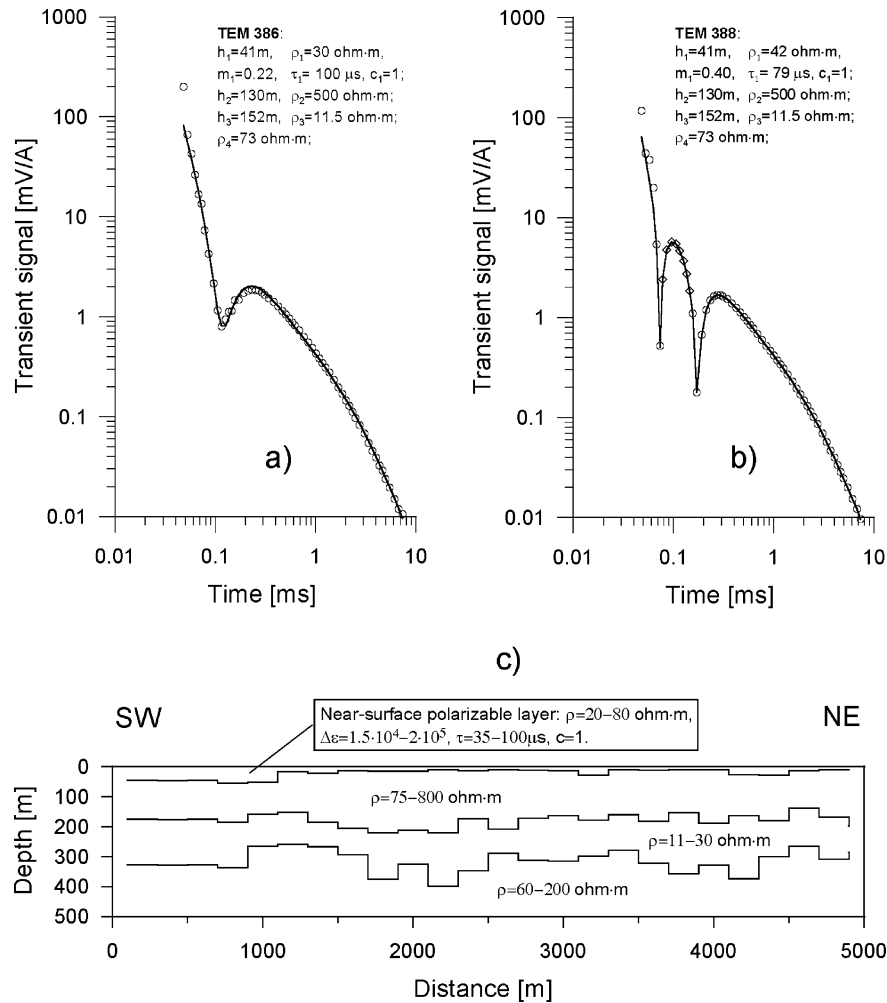 TEM 386:
h₁=41m, ρ₁=30 ohm·m,
m₁=0.22, τ₁= 100 μs, c₁=1;
h₂=130m, ρ₂=500 ohm·m;
h₃=152m, ρ₃=11.5 ohm·m;
ρ₄=73 ohm·m;
1000
100
10
1
0.1
0.01
Transient signal [mV/A]
a)
0.01 0.1 1 10
Time [ms]
TEM 388:
h₁=41m, ρ₁=42 ohm·m,
m₁=0.40, τ₁= 79 μs, c₁=1;
h₂=130m, ρ₂=500 ohm·m;
h₃=152m, ρ₃=11.5 ohm·m;
ρ₄=73 ohm·m;
1000
100
10
1
0.1
0.01
Transient signal [mV/A]
b)
0.01 0.1 1 10
Time [ms]
c)
SW
NE
Near-surface polarizable layer: ρ=20–80 ohm·m,
Δε=1.5·10⁴–2·10⁵, τ=35–100μs, c=1.
0
100
200
300
400
500
Depth [m]
ρ=75–800 ohm·m
ρ=11–30 ohm·m
ρ=60–200 ohm·m
0 1000 2000 3000 4000 5000
Distance [m]